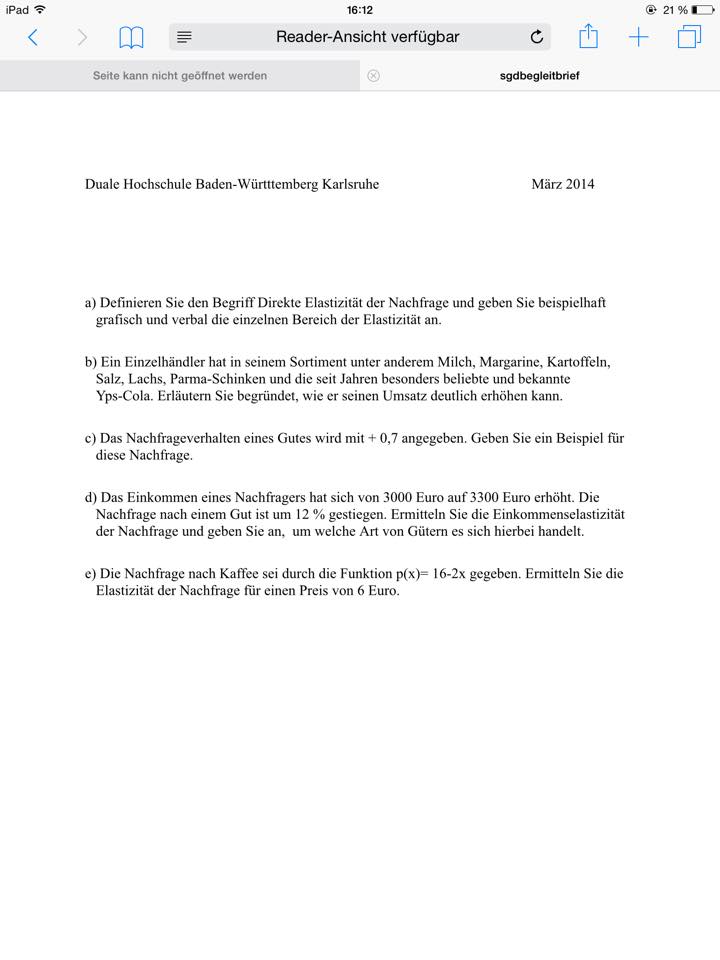 iPad 16:12 21 %
Reader-Ansicht verfügbar
Seite kann nicht geöffnet werden sgdbegleitbrief
Duale Hochschule Baden-Württtemberg Karlsruhe März 2014
a) Definieren Sie den Begriff Direkte Elastizität der Nachfrage und geben Sie beispielhaft
grafisch und verbal die einzelnen Bereich der Elastizität an.
b) Ein Einzelhändler hat in seinem Sortiment unter anderem Milch, Margarine, Kartoffeln,
Salz, Lachs, Parma-Schinken und die seit Jahren besonders beliebte und bekannte
Yps-Cola. Erläutern Sie begründet, wie er seinen Umsatz deutlich erhöhen kann.
c) Das Nachfrageverhalten eines Gutes wird mit + 0,7 angegeben. Geben Sie ein Beispiel für
diese Nachfrage.
d) Das Einkommen eines Nachfragers hat sich von 3000 Euro auf 3300 Euro erhöht. Die
Nachfrage nach einem Gut ist um 12 % gestiegen. Ermitteln Sie die Einkommenselastizität
der Nachfrage und geben Sie an, um welche Art von Gütern es sich hierbei handelt.
e) Die Nachfrage nach Kaffee sei durch die Funktion p(x)= 16-2x gegeben. Ermitteln Sie die
Elastizität der Nachfrage für einen Preis von 6 Euro.